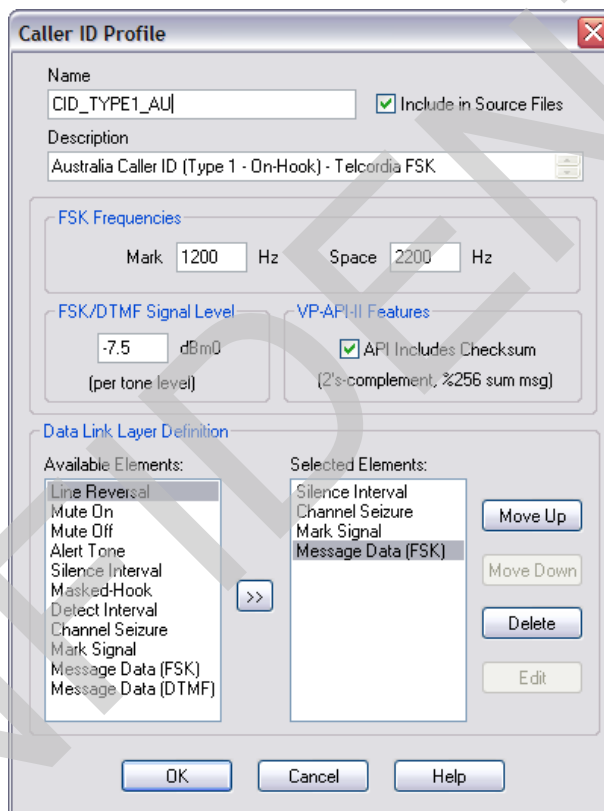 Caller ID Profile
Name
CID_TYPE1_AU
Include in Source Files
Description
Australia Caller ID (Type 1 - On-Hook) - Telcordia FSK
FSK Frequencies
Mark 1200 Hz Space 2200 Hz
FSK/DTMF Signal Level
-7.5 dBm0
(per tone level)
VP-API-II Features
API Includes Checksum
(2's-complement, %256 sum msg)
Data Link Layer Definition
Available Elements:
Line Reversal
Mute On
Mute Off
Alert Tone
Silence Interval
Masked-Hook
Detect Interval
Channel Seizure
Mark Signal
Message Data (FSK)
Message Data (DTMF)
>>
Selected Elements:
Silence Interval
Channel Seizure
Mark Signal
Message Data (FSK)
Move Up
Move Down
Delete
Edit
OK Cancel Help